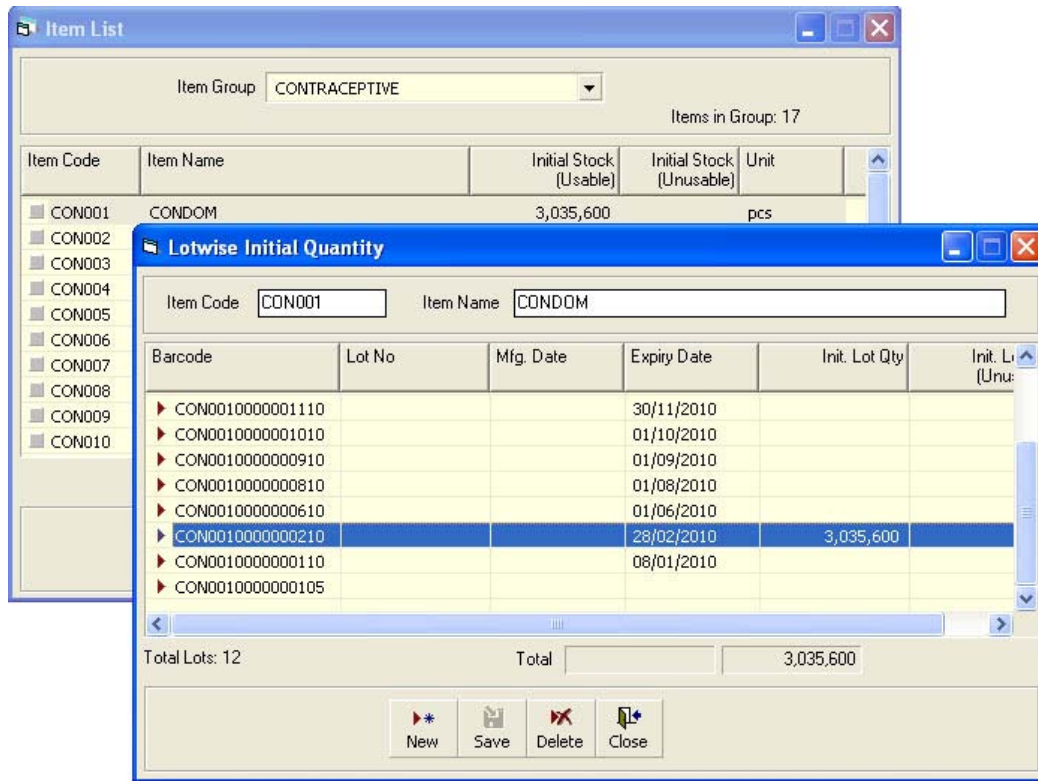 Item List
Item Group CONTRACEPTIVE
Items in Group: 17
Item Code Item Name Initial Stock (Usable) Initial Stock (Unusable) Unit
CON001 CONDOM 3,035,600 pcs
CON002
CON003
CON004
CON005
CON006
CON007
CON008
CON009
CON010
Lotwise Initial Quantity
Item Code CON001 Item Name CONDOM
Barcode Lot No Mfg. Date Expiry Date Init. Lot Qty Init. L
(Unu
CON0010000001110 30/11/2010
CON0010000001010 01/10/2010
CON0010000000910 01/09/2010
CON0010000000810 01/08/2010
CON0010000000610 01/06/2010
CON0010000000210 28/02/2010 3,035,600
CON0010000000110 08/01/2010
CON0010000000105
Total Lots: 12 Total 3,035,600
New Save Delete Close